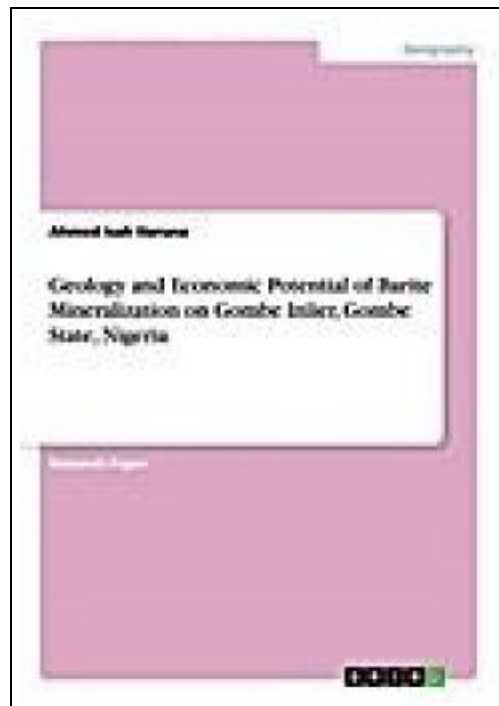 Geography
Ahmed Isah Haruna
Geology and Economic Potential of Barite
Mineralization on Gombe Inlier, Gombe
State, Nigeria
Research Paper